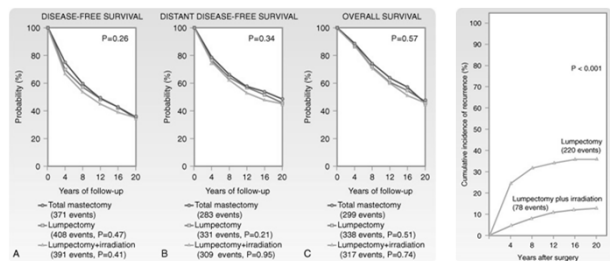 DISEASE-FREE SURVIVAL
P=0.26
Probability (%)
100
80
60
40
20
0
0 4 8 12 16 20
Years of follow-up
Total mastectomy
(371 events)
Lumpectomy
(408 events, P=0.47)
Lumpectomy+irradiation
(391 events, P=0.41)
A
DISTANT DISEASE-FREE SURVIVAL
P=0.34
Probability (%)
100
80
60
40
20
0
0 4 8 12 16 20
Years of follow-up
Total mastectomy
(283 events)
Lumpectomy
(331 events, P=0.21)
Lumpectomy+irradiation
(309 events, P=0.95)
B
OVERALL SURVIVAL
P=0.57
Probability (%)
100
80
60
40
20
0
0 4 8 12 16 20
Years of follow-up
Total mastectomy
(299 events)
Lumpectomy
(338 events, P=0.51)
Lumpectomy+irradiation
(317 events, P=0.74)
C
Cumulative incidence of recurrence (%)
100
90
80
70
60
50
40
30
20
10
0
P < 0.001
Lumpectomy
(220 events)
Lumpectomy plus irradiation
(78 events)
4 8 12 16 20
Years after surgery